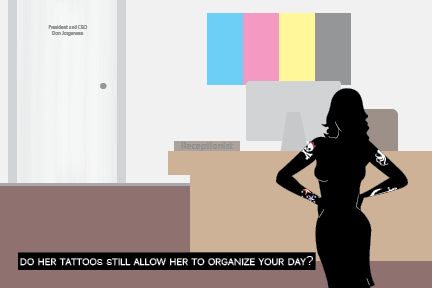 President and CEO
Don Jorgensen
Receptionist
DO HER TATTOOS STILL ALLOW HER TO ORGANIZE YOUR DAY?